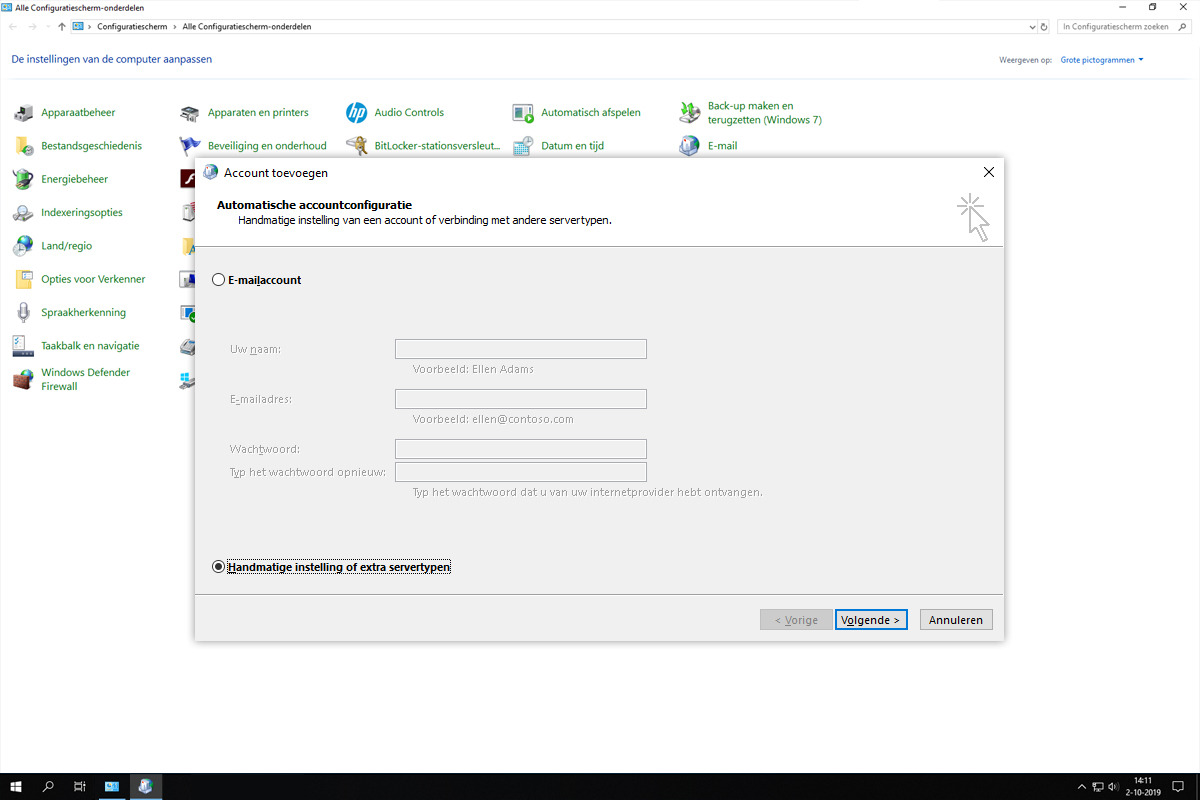 Alle Configuratiescherm-onderdelen
Configuratiescherm > Alle Configuratiescherm-onderdelen
In Configuratiescherm zoeken
De instellingen van de computer aanpassen
Weergeven op: Grote pictogrammen
Apparaatbeheer
Apparaten en printers
hp
Audio Controls
Automatisch afspelen
Back-up maken en
terugzetten (Windows 7)
Bestandsgeschiedenis
Beveiliging en onderhoud
BitLocker-stationsversleut...
Datum en tijd
E-mail
Energiebeheer
Indexeringsopties
Land/regio
Opties voor Verkenner
Spraakherkenning
Taakbalk en navigatie
Windows Defender
Firewall
Account toevoegen
Automatische accountconfiguratie
Handmatige instelling van een account of verbinding met andere servertypen.
E-mailaccount
Uw naam:
Voorbeeld: Ellen Adams
E-mailadres:
Voorbeeld: ellen@contoso.com
Wachtwoord:
Typ het wachtwoord opnieuw:
Typ het wachtwoord dat u van uw internetprovider hebt ontvangen.
Handmatige instelling of extra servertypen
< Vorige
Volgende >
Annuleren
14:11
2-10-2019